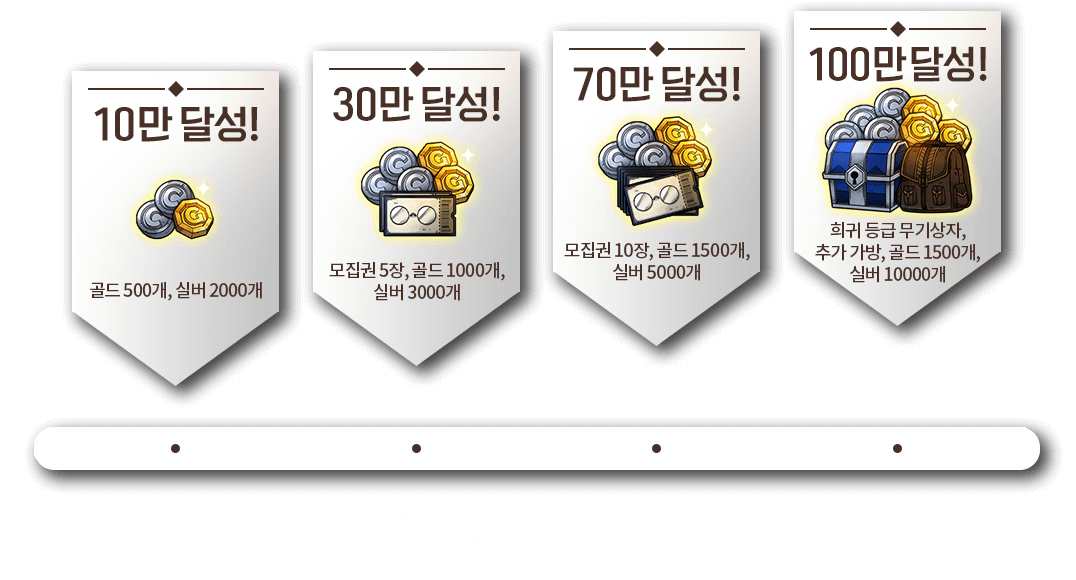 10만 달성!
골드 500개, 실버 2000개
30만 달성!
모집권 5장, 골드 1000개,
실버 3000개
70만 달성!
모집권 10장, 골드 1500개,
실버 5000개
100만 달성!
희귀 등급 무기상자,
추가 가방, 골드 1500개,
실버 10000개